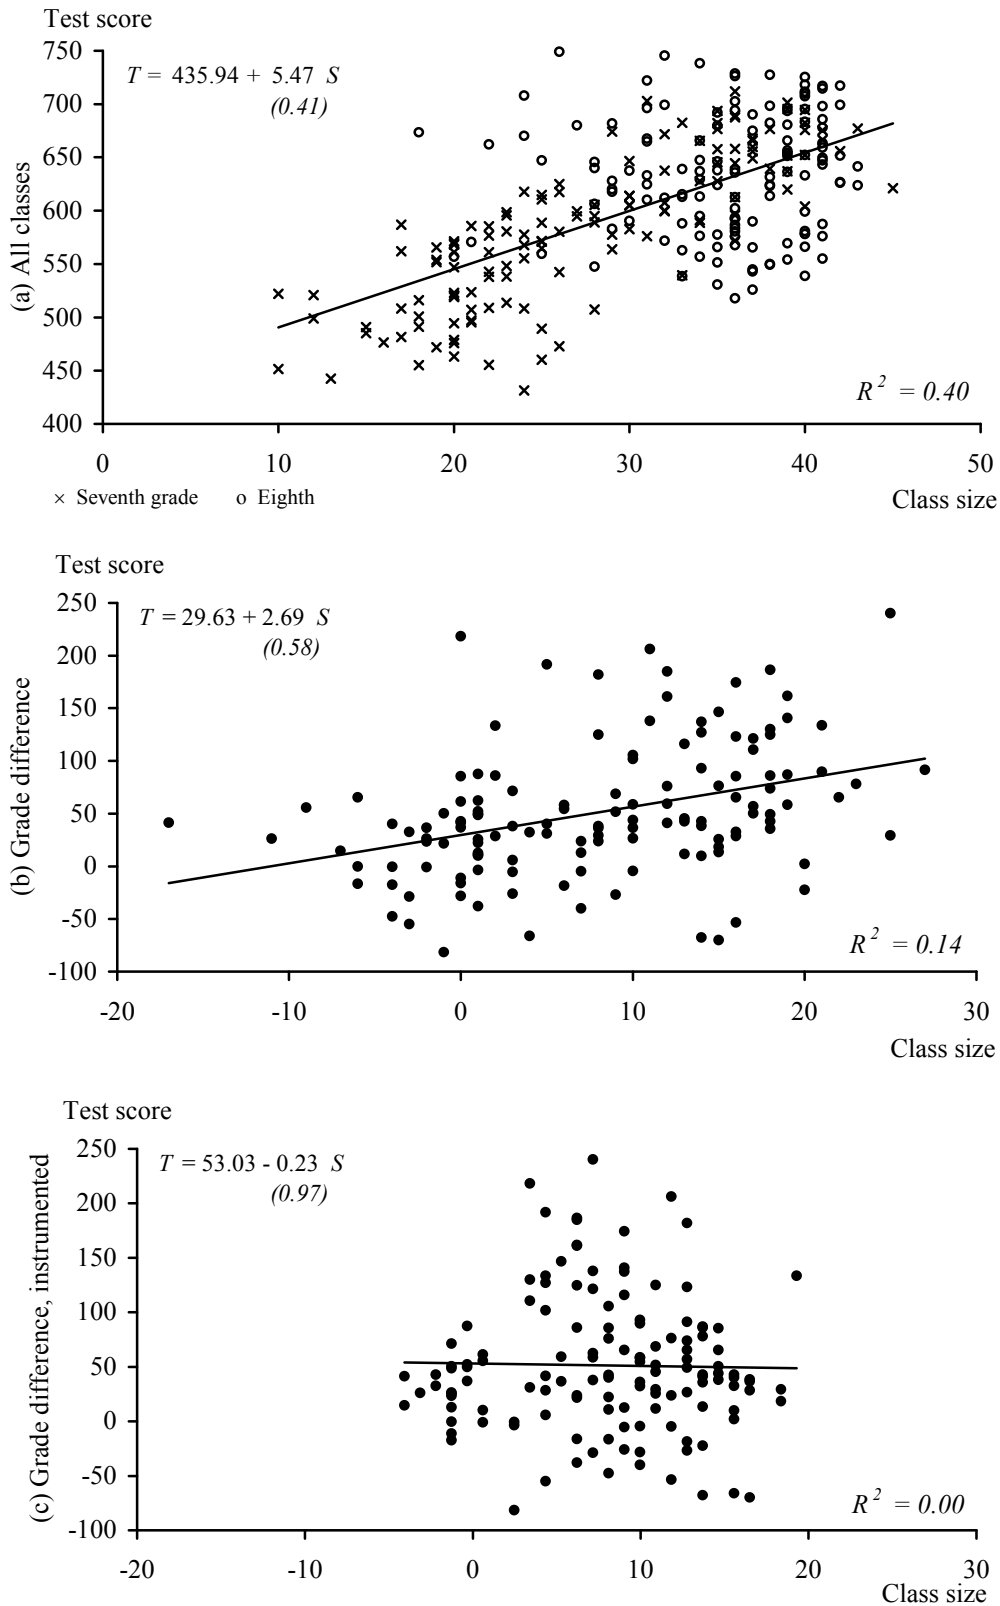 Test score
750
700
650
600
550
500
450
400
(a) All classes
T = 435.94 + 5.47 S
(0.41)
R² = 0.40
0 10 20 30 40 50
× Seventh grade o Eighth
Class size
Test score
250
200
150
100
50
0
-50
-100
(b) Grade difference
T = 29.63 + 2.69 S
(0.58)
R² = 0.14
-20 -10 0 10 20 30
Class size
Test score
250
200
150
100
50
0
-50
-100
(c) Grade difference, instrumented
T = 53.03 - 0.23 S
(0.97)
R² = 0.00
-20 -10 0 10 20 30
Class size